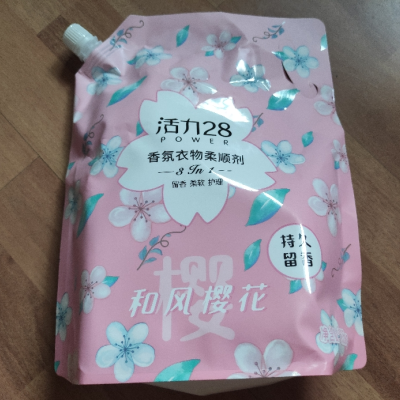 活力28
POWER
香氛衣物柔顺剂
3 In 1
留香 柔软 护理
持久
留香
樱
和风樱花